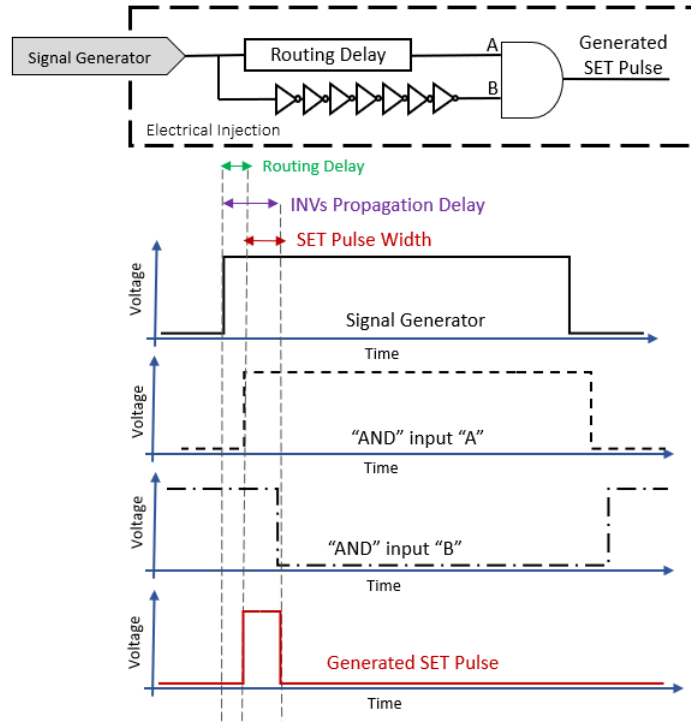 Signal Generator
Routing Delay
A
B
Generated
SET Pulse
Electrical Injection
Routing Delay
INVs Propagation Delay
SET Pulse Width
Voltage
Signal Generator
Time
Voltage
“AND” input “A”
Time
Voltage
“AND” input “B”
Time
Voltage
Generated SET Pulse
Time